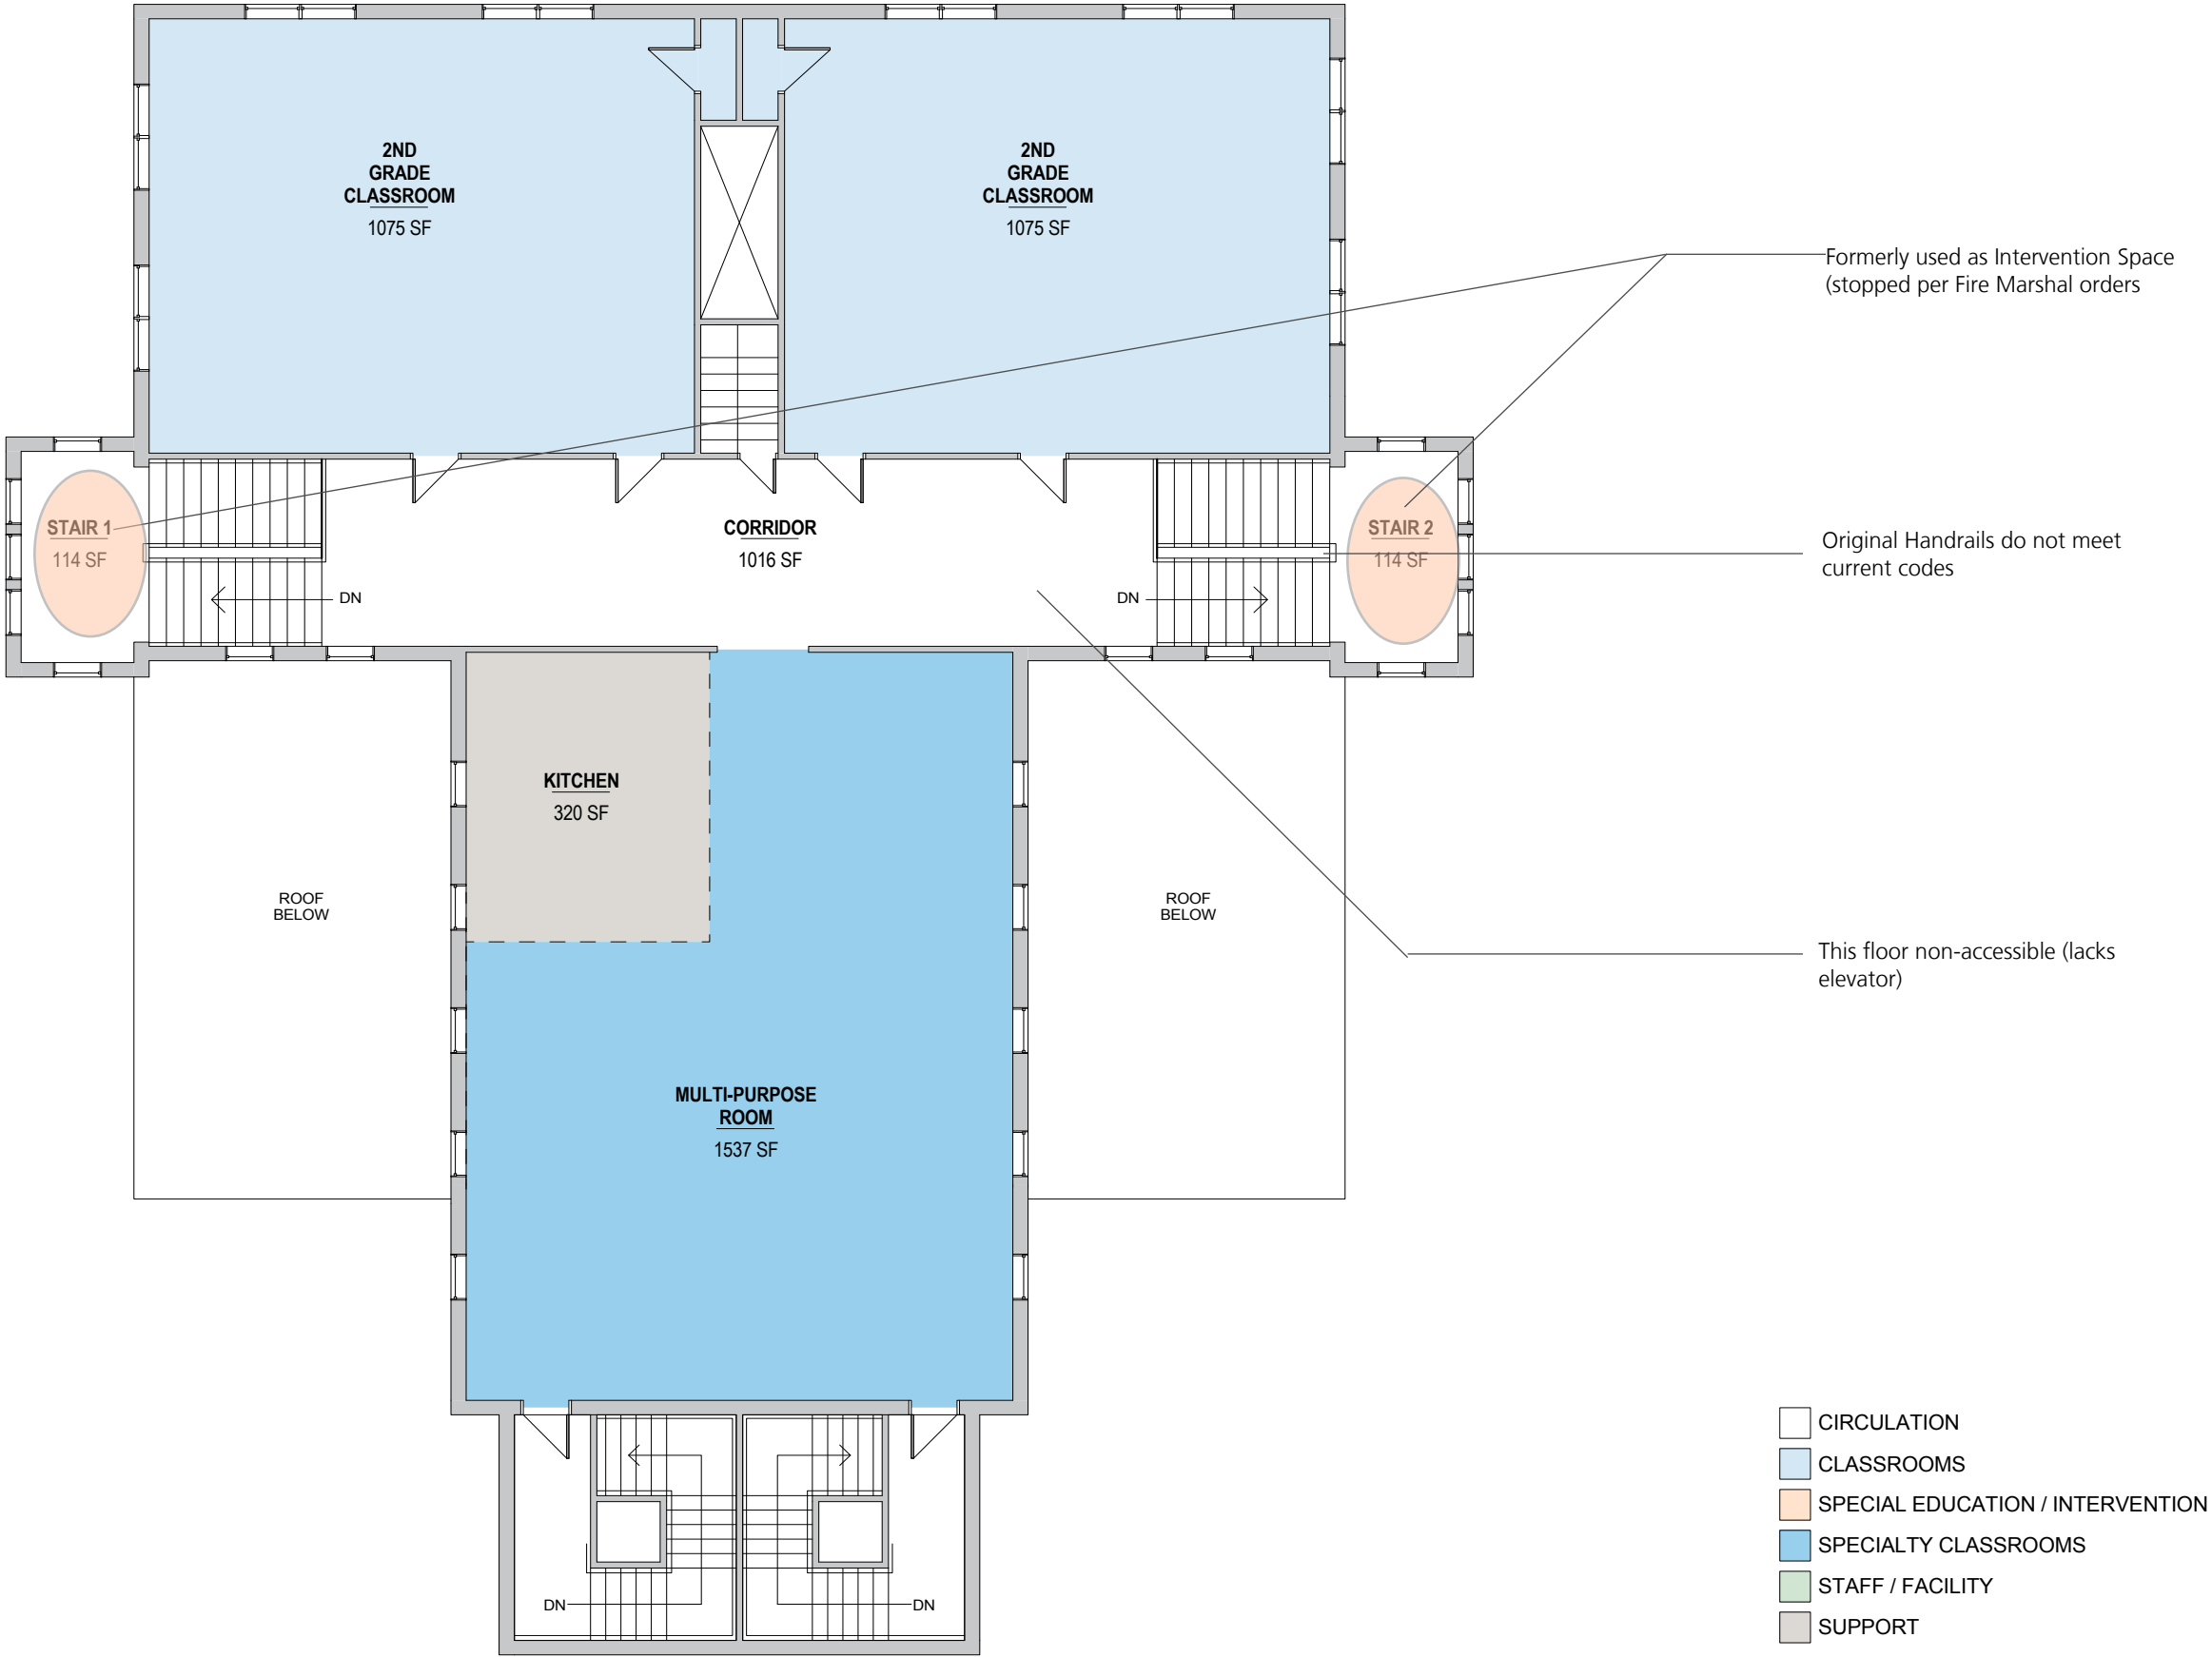 2ND
GRADE
CLASSROOM
1075 SF
2ND
GRADE
CLASSROOM
1075 SF
Formerly used as Intervention Space
(stopped per Fire Marshal orders
STAIR 1
114 SF
CORRIDOR
1016 SF
STAIR 2
114 SF
Original Handrails do not meet
current codes
DN
DN
KITCHEN
320 SF
ROOF
BELOW
ROOF
BELOW
This floor non-accessible (lacks
elevator)
MULTI-PURPOSE
ROOM
1537 SF
DN
DN
CIRCULATION
CLASSROOMS
SPECIAL EDUCATION / INTERVENTION
SPECIALTY CLASSROOMS
STAFF / FACILITY
SUPPORT